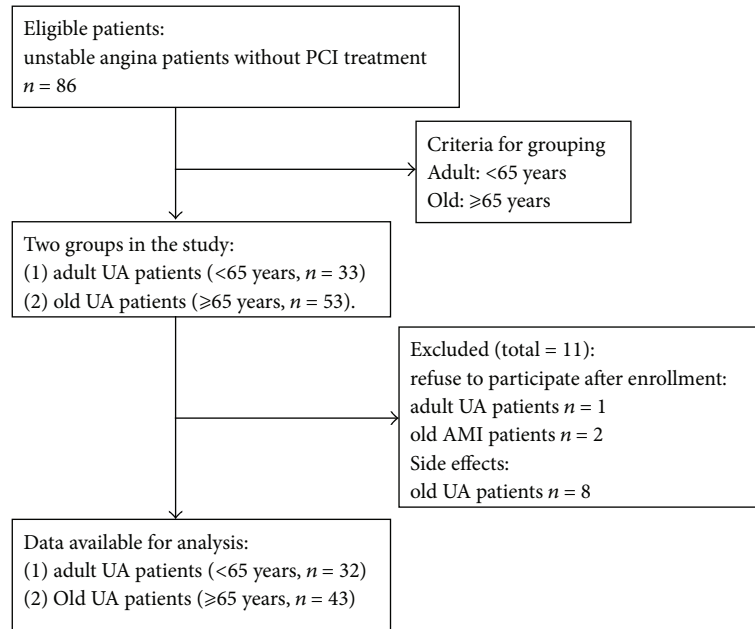 Eligible patients:
unstable angina patients without PCI treatment
n = 86
Criteria for grouping
Adult: <65 years
Old: ⩾65 years
Two groups in the study:
(1) adult UA patients (<65 years, n = 33)
(2) old UA patients (⩾65 years, n = 53).
Excluded (total = 11):
refuse to participate after enrollment:
adult UA patients n = 1
old AMI patients n = 2
Side effects:
old UA patients n = 8
Data available for analysis:
(1) adult UA patients (<65 years, n = 32)
(2) Old UA patients (⩾65 years, n = 43)